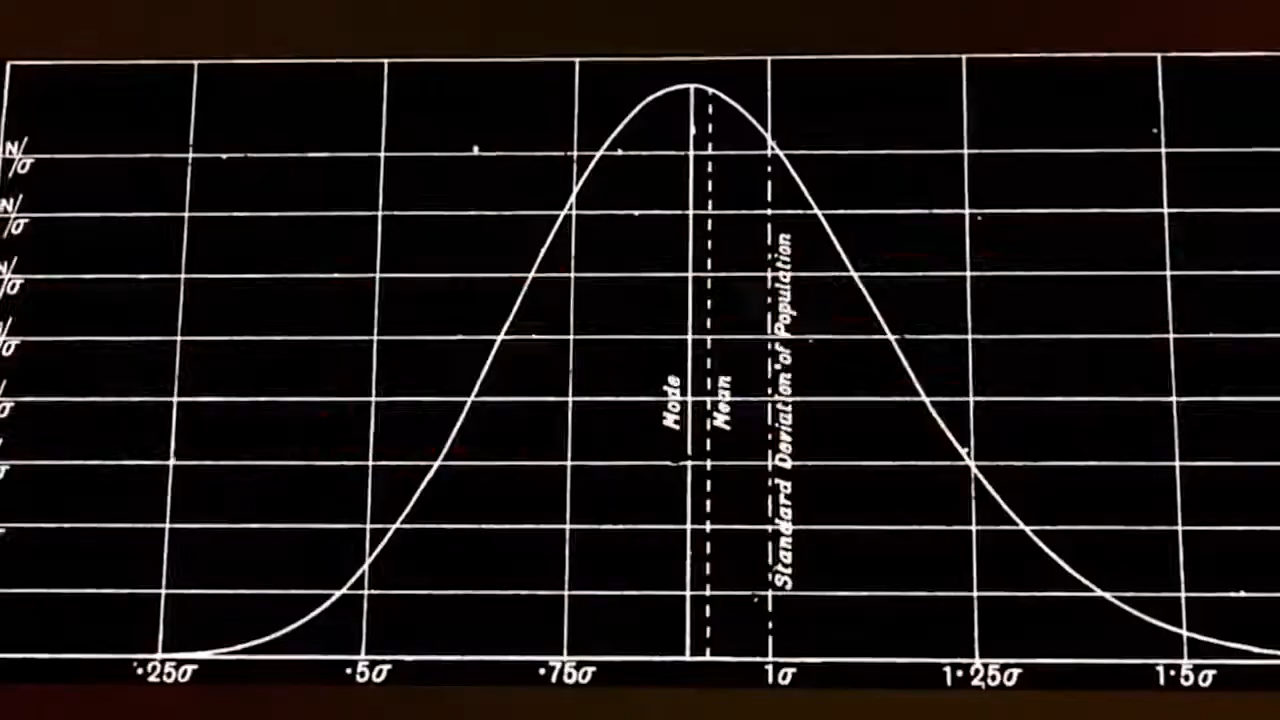 N/σ
N/σ
N/σ
/σ
/σ
Mode
Mean
Standard Deviation of Population
·25σ
·5σ
·75σ
1σ
1·25σ
1·5σ